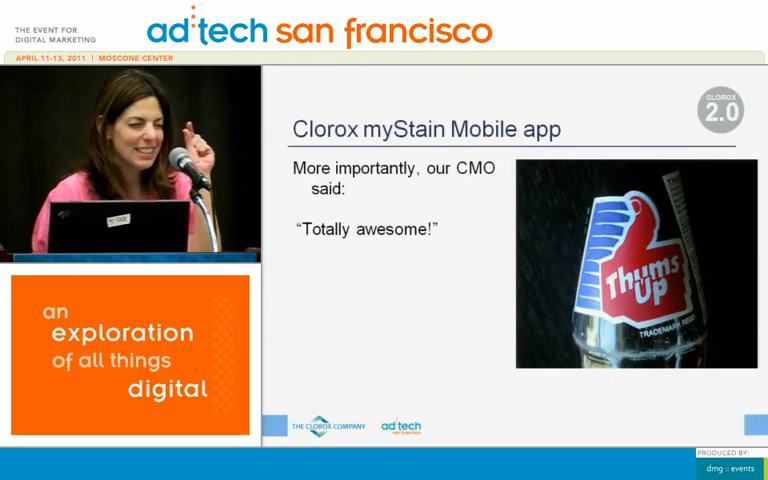 THE EVENT FOR
DIGITAL MARKETING
ad:tech san francisco
APRIL 11-13, 2011 | MOSCONE CENTER
CLOROX
2.0
Clorox myStain Mobile app
More importantly, our CMO
said:
“Totally awesome!”
Thums
Up
TRADEMARK REGD
an
exploration
of all things
digital
THE CLOROX COMPANY
ad:tech
san francisco
PRODUCED BY:
dmg :: events